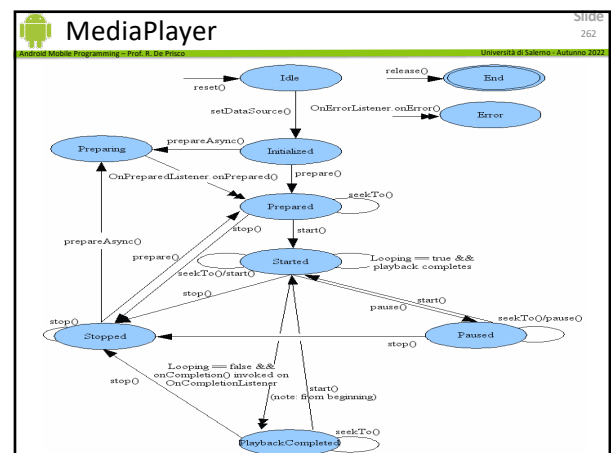 MediaPlayer
Slide
262
Android Mobile Programming – Prof. R. De Prisco
Università di Salerno - Autunno 2022
reset()
Idle
release()
End
setDataSource()
OnErrorListener.onError()
Error
Preparing
prepareAsync()
Initialized
OnPreparedListener.onPrepared()
prepare()
Prepared
seekTo()
prepareAsync()
prepare()
stop()
start()
Started
Looping == true &&
playback completes
seekTo()/start()
stop()
pause()
start()
stop()
Stopped
seekTo()/pause()
Paused
stop()
Looping == false &&
onCompletion() invoked on
OnCompletionListener
stop()
start()
(note: from beginning)
PlaybackCompleted
seekTo()